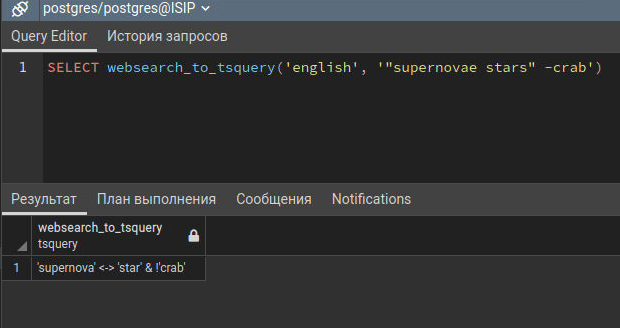 postgres/postgres@ISIP
Query Editor История запросов
1 SELECT websearch_to_tsquery('english', '"supernovae stars" -crab')
Результат План выполнения Сообщения Notifications
websearch_to_tsquery
tsquery
1 'supernova' <-> 'star' & !'crab'